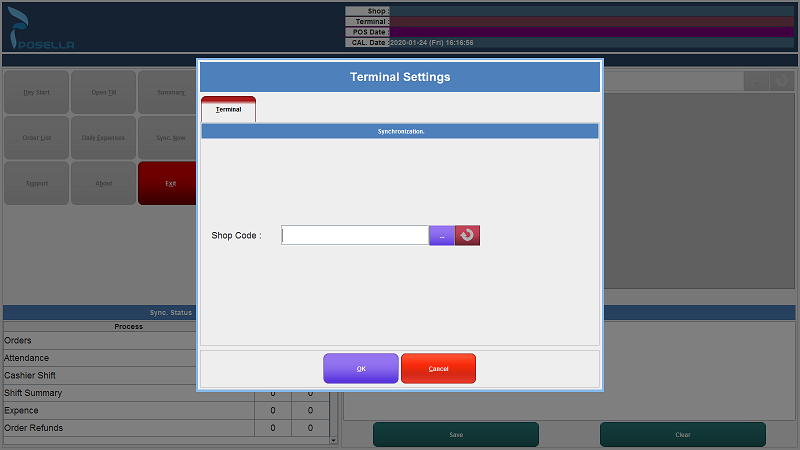 POSELLA
Shop :
Terminal :
POS Date :
CAL. Date : 2020-01-24 (Fri) 16:16:56
Terminal Settings
Terminal
Synchronization.
Shop Code :
...
OK
Cancel
Day Start
Open Till
Summary
Order List
Daily Expenses
Sync. Now
Support
About
Exit
Sync. Status
Process
Orders
Attendance
Cashier Shift
Shift Summary 0 0
Expence 0 0
Order Refunds 0 0
Save
Clear